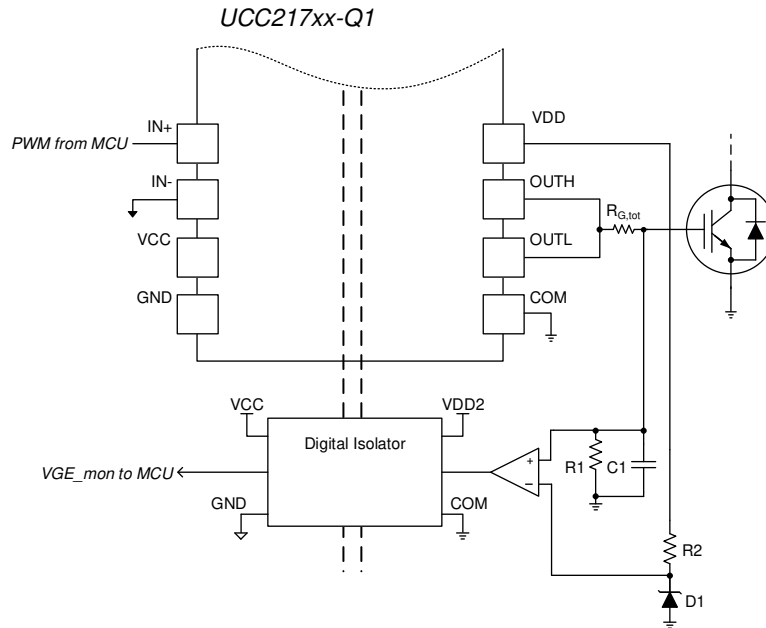 UCC217xx-Q1
VDD
IN+
PWM from MCU
IN-
OUTH
RG,tot
VCC
OUTL
GND
COM
VCC
VDD2
Digital Isolator
+
R1
C1
VGE_mon to MCU
−
GND
COM
R2
D1